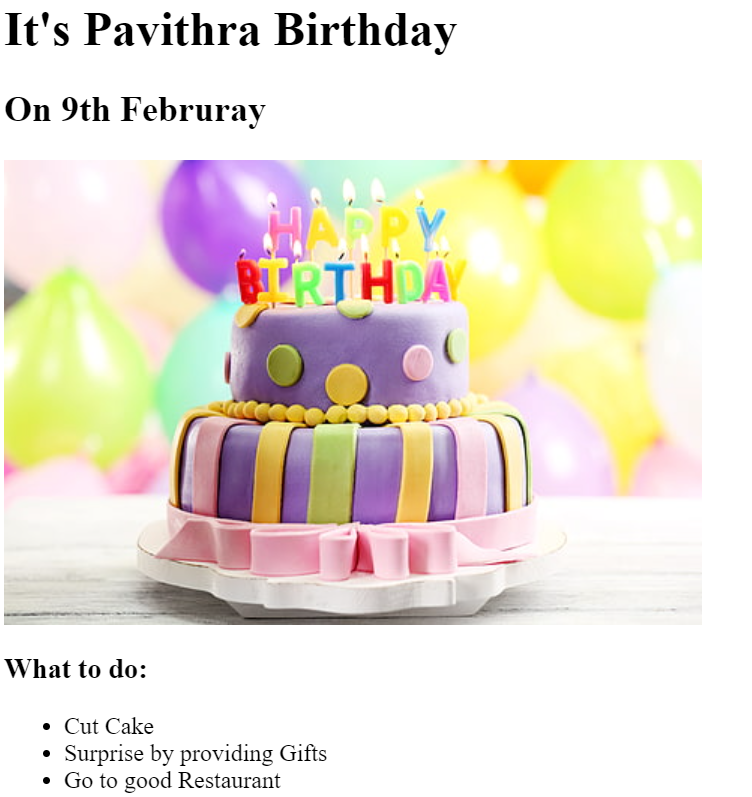 It's Pavithra Birthday
On 9th Februray
HAPPY
BIRTHDAY
What to do:
Cut Cake
Surprise by providing Gifts
Go to good Restaurant